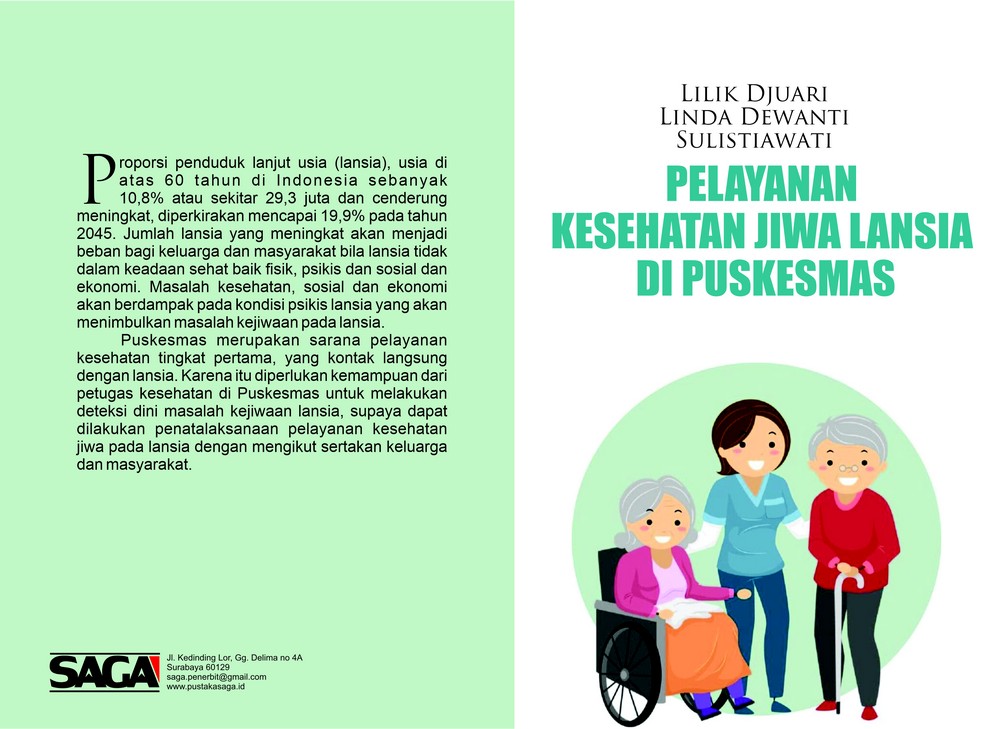 Proporsi penduduk lanjut usia (lansia), usia di
atas 60 tahun di Indonesia sebanyak
10,8% atau sekitar 29,3 juta dan cenderung
meningkat, diperkirakan mencapai 19,9% pada tahun
2045. Jumlah lansia yang meningkat akan menjadi
beban bagi keluarga dan masyarakat bila lansia tidak
dalam keadaan sehat baik fisik, psikis dan sosial dan
ekonomi. Masalah kesehatan, sosial dan ekonomi
akan berdampak pada kondisi psikis lansia yang akan
menimbulkan masalah kejiwaan pada lansia.
Puskesmas merupakan sarana pelayanan
kesehatan tingkat pertama, yang kontak langsung
dengan lansia. Karena itu diperlukan kemampuan dari
petugas kesehatan di Puskesmas untuk melakukan
deteksi dini masalah kejiwaan lansia, supaya dapat
dilakukan penatalaksanaan pelayanan kesehatan
jiwa pada lansia dengan mengikut sertakan keluarga
dan masyarakat.
SAGA
Jl. Kedinding Lor, Gg. Delima no 4A
Surabaya 60129
saga.penerbit@gmail.com
www.pustakasaga.id
LILIK DJUARI
LINDA DEWANTI
SULISTIAWATI
PELAYANAN
KESEHATAN JIWA LANSIA
DI PUSKESMAS